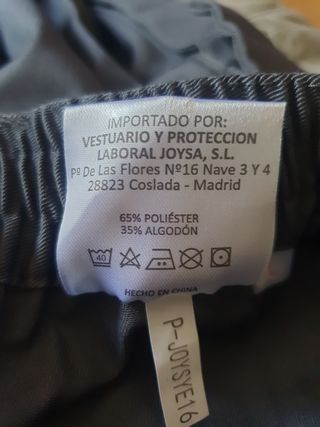 IMPORTADO POR:
VESTUARIO Y PROTECCION
LABORAL JOYSA, S.L.
Pº De Las Flores Nº16 Nave 3 Y 4
28823 Coslada - Madrid
65% POLIÉSTER
35% ALGODÓN
40
HECHO EN CHINA
P-JOYSYE16